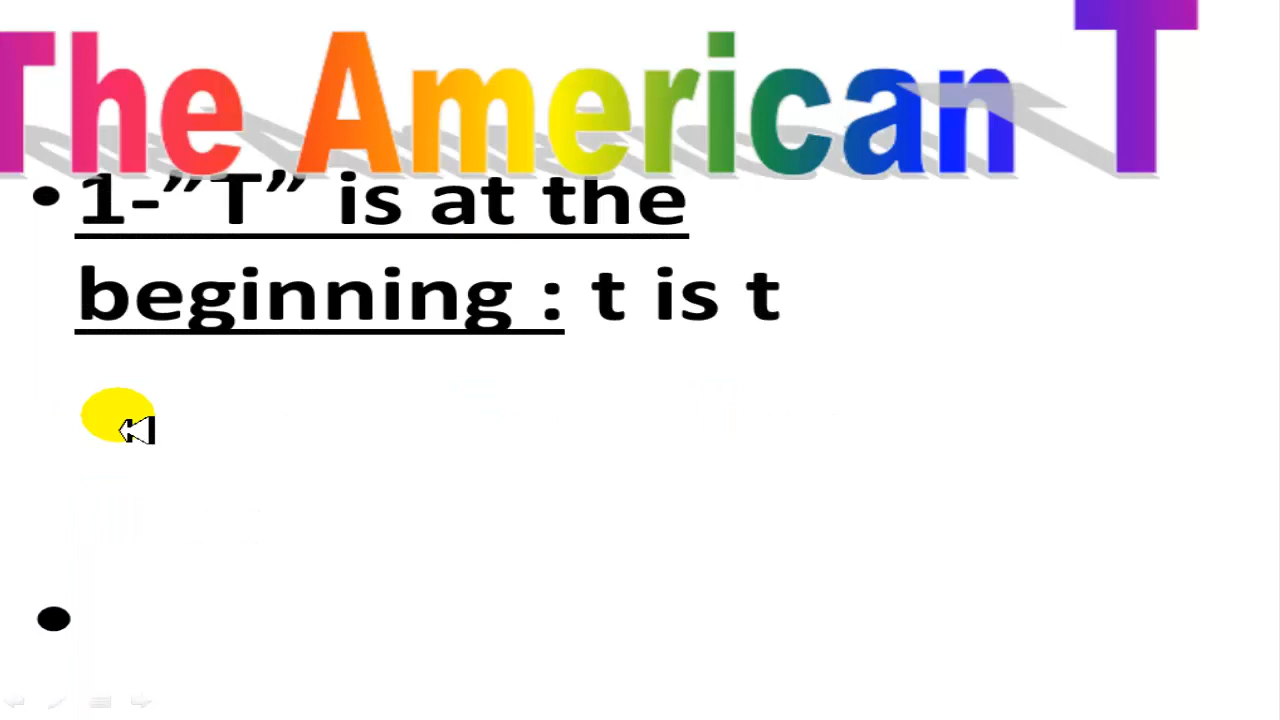 The American T
• 1-”T” is at the
beginning : t is t
•